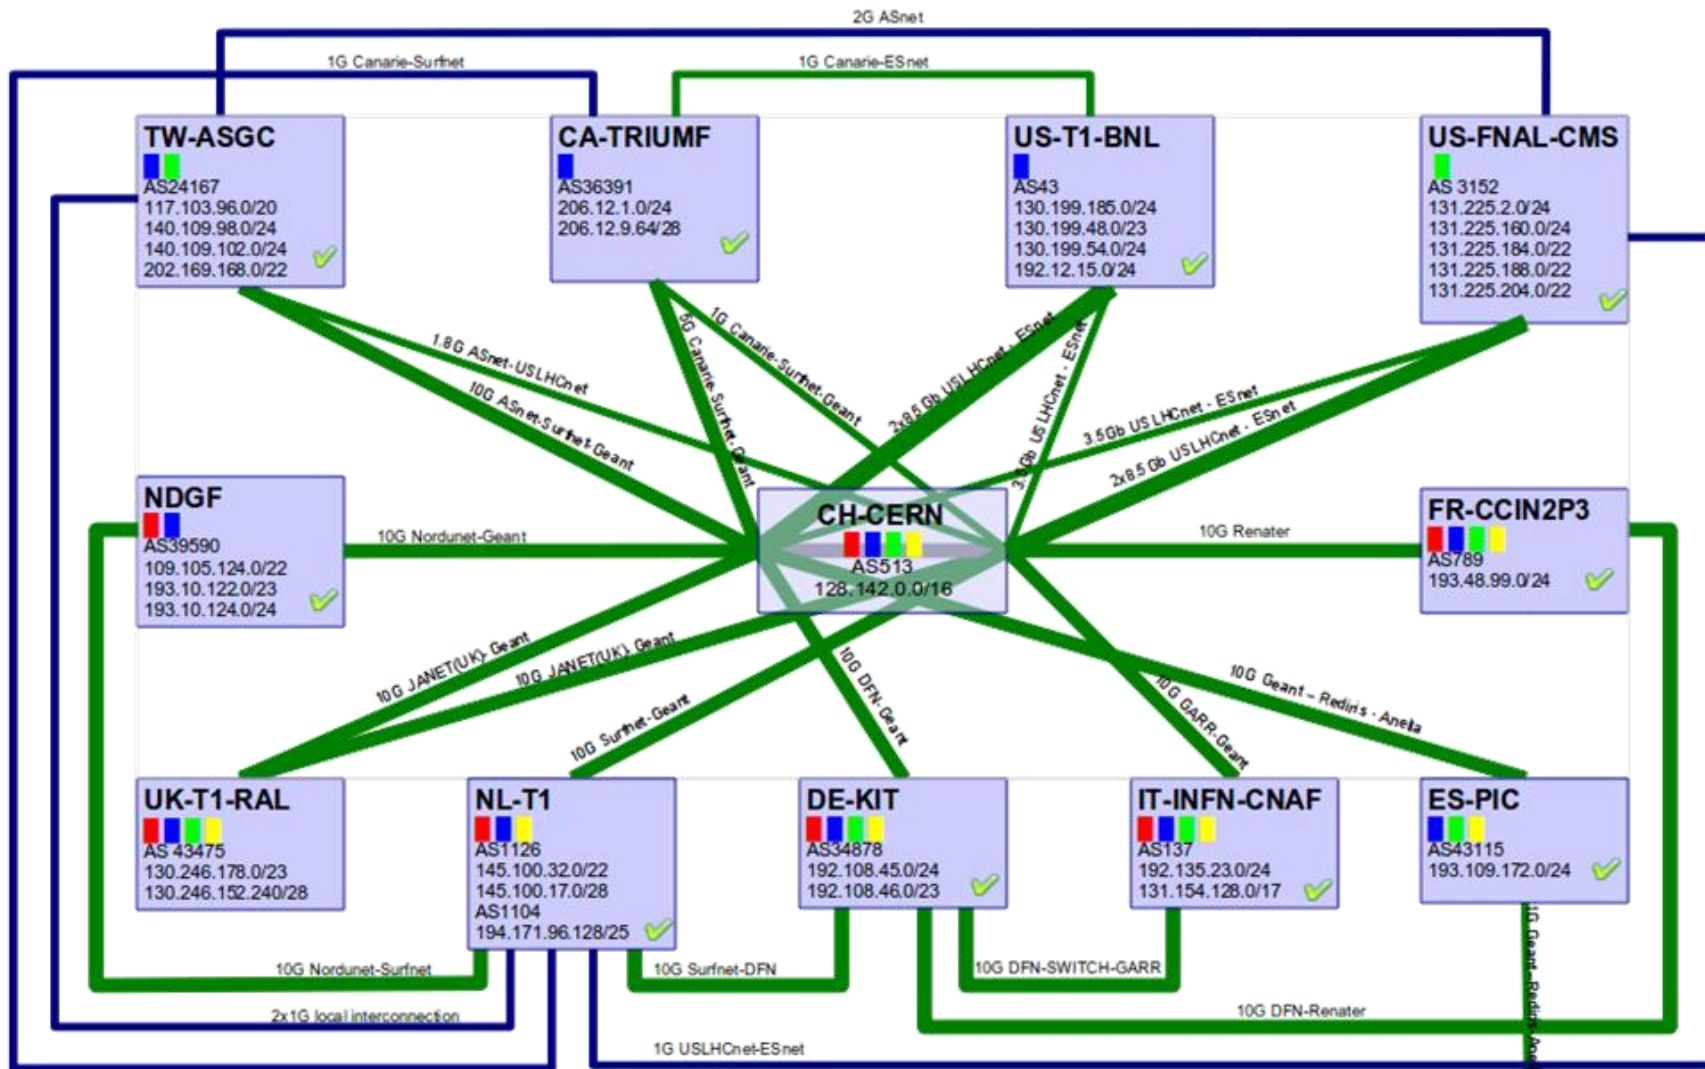 2G ASnet
1G Canarie-Surfnet
1G Canarie-ESnet
TW-ASGC
AS24167
117.103.96.0/20
140.109.98.0/24
140.109.102.0/24
202.169.168.0/22
CA-TRIUMF
AS36391
206.12.1.0/24
206.12.9.64/28
US-T1-BNL
AS43
130.199.185.0/24
130.199.48.0/23
130.199.54.0/24
192.12.15.0/24
US-FNAL-CMS
AS 3152
131.225.2.0/24
131.225.160.0/24
131.225.184.0/22
131.225.188.0/22
131.225.204.0/22
1.8G ASnet-USLHCnet
10G ASnet-Surfnet-Geant
5G Canarie-Surfnet-Geant
1G Canarie-Surfnet-Geant
2x8.5 Gb USLHCnet - ESnet
3.5Gb USLHCnet - ESnet
3.5Gb USLHCnet - ESnet
2x8.5 Gb USLHCnet - ESnet
NDGF
AS39590
109.105.124.0/22
193.10.122.0/23
193.10.124.0/24
10G Nordunet-Geant
CH-CERN
AS513
128.142.0.0/16
10G Renater
FR-CCIN2P3
AS789
193.48.99.0/24
10G JANET(UK)- Geant
10G JANET(UK)- Geant
10G Surfnet-Geant
10G DFN-Geant
10G GARR-Geant
10G Geant – Rediris - Anella
UK-T1-RAL
AS 43475
130.246.178.0/23
130.246.152.240/28
NL-T1
AS1126
145.100.32.0/22
145.100.17.0/28
AS1104
194.171.96.128/25
DE-KIT
AS34878
192.108.45.0/24
192.108.46.0/23
IT-INFN-CNAF
AS137
192.135.23.0/24
131.154.128.0/17
ES-PIC
AS43115
193.109.172.0/24
10G Nordunet-Surfnet
10G Surfnet-DFN
10G DFN-SWITCH-GARR
2x1G local interconnection
10G DFN-Renater
1G USLHCnet-ESnet
1G Geant–Rediris-